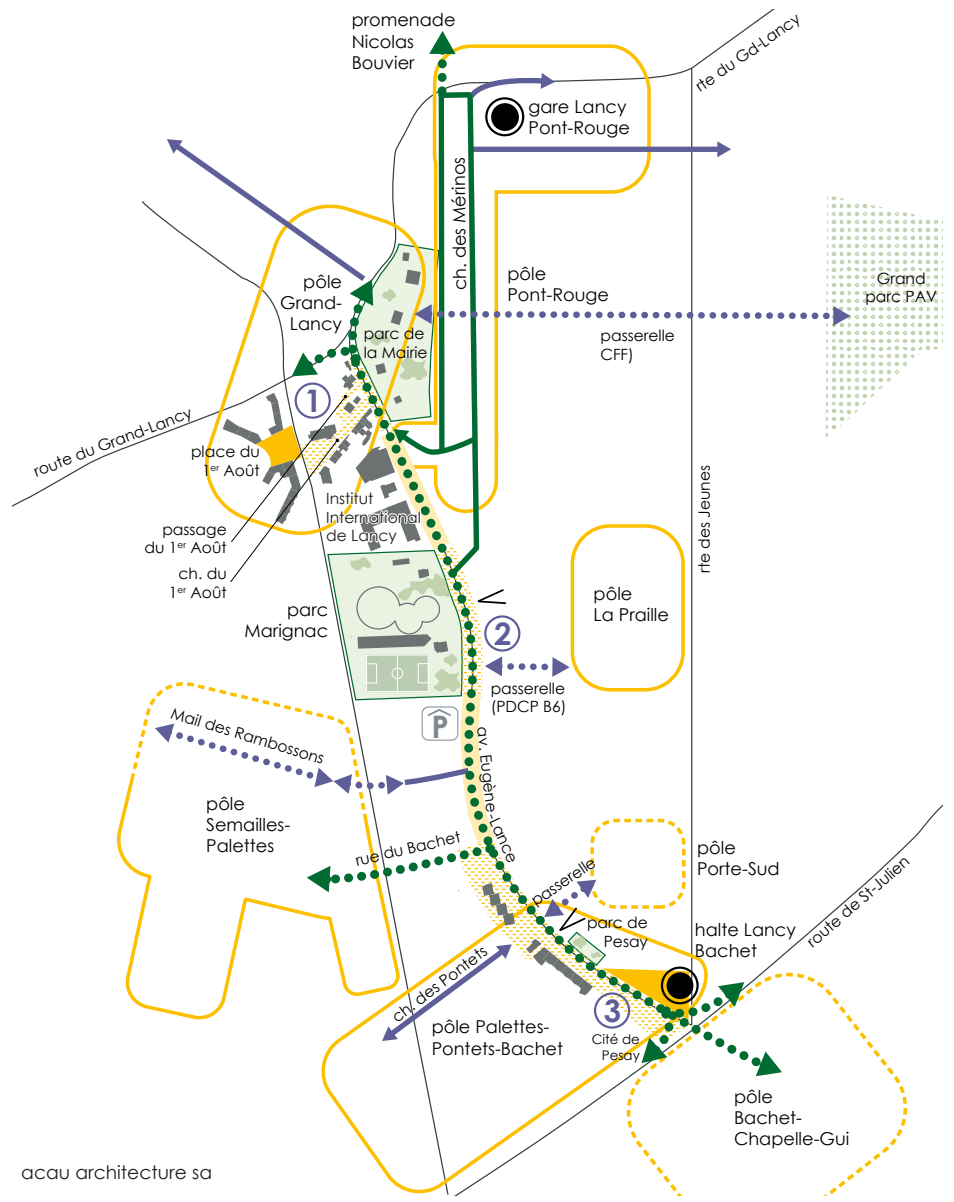 promenade
Nicolas
Bouvier
rte du Gd-Lancy
gare Lancy
Pont-Rouge
ch. des Mérinos
pôle
Grand-
Lancy
pôle
Pont-Rouge
Grand
parc PAV
parc de
la Mairie
passerelle
CFF)
1
route du Grand-Lancy
place du
1er Août
Institut
International
de Lancy
passage
du 1er Août
ch. du
1er Août
rte des Jeunes
parc
Marignac
pôle
La Praille
2
passerelle
(PDCP B6)
P
Mail des Rambossons
av. Eugène-Lance
pôle
Semailles-
Palettes
rue du Bachet
pôle
Porte-Sud
passerelle
route de St-Julien
parc de
Pesay
halte Lancy
Bachet
ch. des Pontets
3
pôle Palettes-
Pontets-Bachet
Cité de
Pesay
pôle
Bachet-
Chapelle-Gui
acau architecture sa